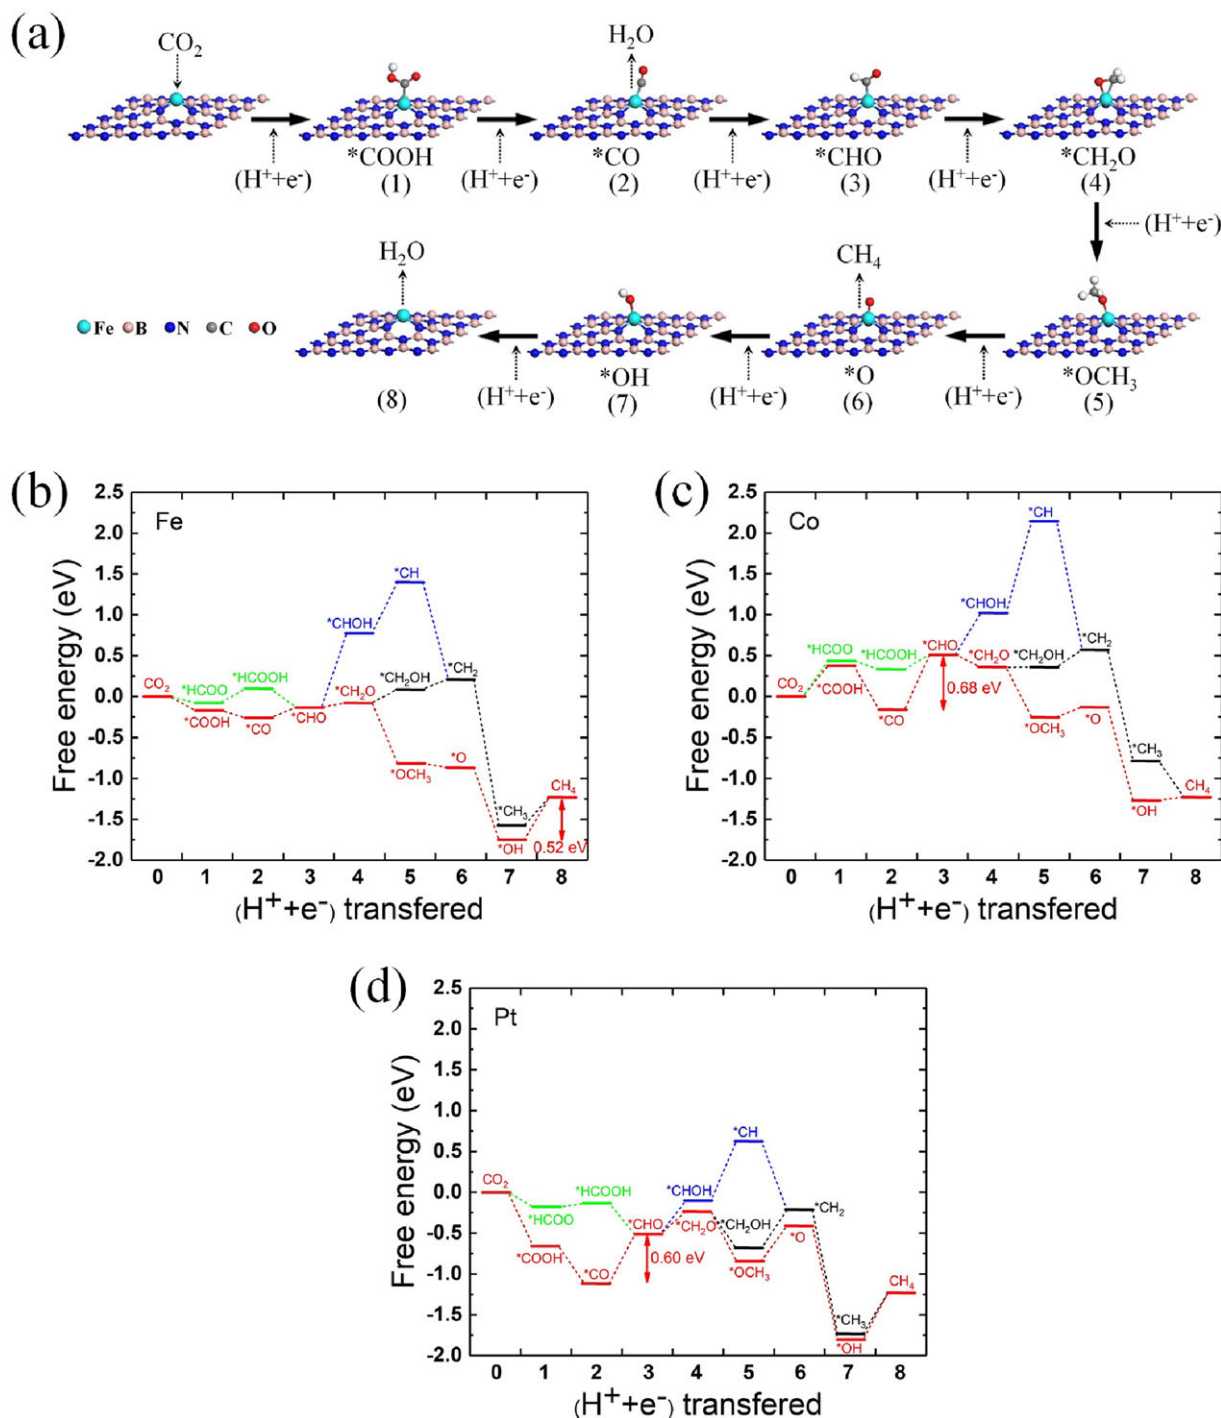 (a)
CO₂
H₂O
*COOH
*CO
*CHO
*CH₂O
(H⁺+e⁻)
(1)
(H⁺+e⁻)
(2)
(H⁺+e⁻)
(3)
(H⁺+e⁻)
(4)
(H⁺+e⁻)
H₂O
CH₄
Fe B N C O
*OH
*O
*OCH₃
(8)
(H⁺+e⁻)
(7)
(H⁺+e⁻)
(6)
(H⁺+e⁻)
(5)
(b)
Fe
Free energy (eV)
2.5
2.0
1.5
1.0
0.5
0.0
-0.5
-1.0
-1.5
-2.0
CO₂
*HCOO
*COOH
*HCOOH
*CO
*CHO
*CHOH
*CH₂O
*CH
*CH₂OH
*OCH₃
*CH₂
*O
*CH₃
*OH
CH₄
0.52 eV
0 1 2 3 4 5 6 7 8
(H⁺+e⁻) transfered
(c)
Co
Free energy (eV)
2.5
2.0
1.5
1.0
0.5
0.0
-0.5
-1.0
-1.5
-2.0
CO₂
*HCOO
*COOH
*HCOOH
*CO
*CHO
0.68 eV
*CHOH
*CH₂O
*CH
*CH₂OH
*OCH₃
*CH₂
*O
*CH₃
*OH
CH₄
0 1 2 3 4 5 6 7 8
(H⁺+e⁻) transfered
(d)
Pt
Free energy (eV)
2.5
2.0
1.5
1.0
0.5
0.0
-0.5
-1.0
-1.5
-2.0
CO₂
*HCOO
*COOH
*HCOOH
*CO
*CHO
0.60 eV
*CHOH
*CH₂O
*CH
*CH₂OH
*OCH₃
*CH₂
*O
*CH₃
*OH
CH₄
0 1 2 3 4 5 6 7 8
(H⁺+e⁻) transfered